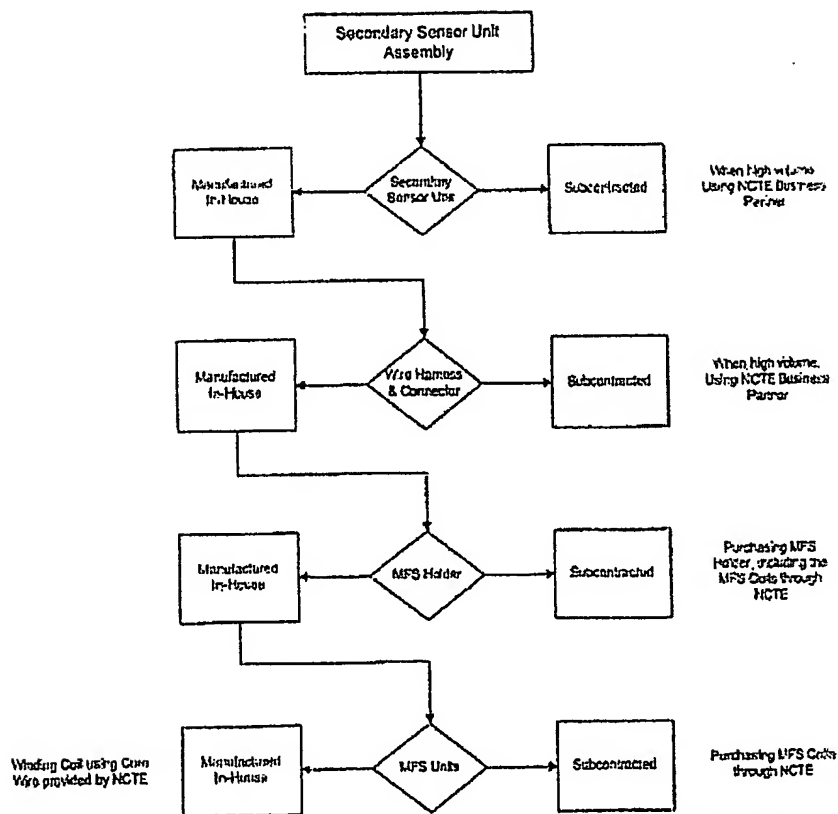 Secondary Sensor Unit
Assembly
Manufactured
In-House
Secondary
Sensor Unit
Subcontracted
When high volume
Using NCTE Business
Partner
Manufactured
In-House
Wire Harness
& Connector
Subcontracted
When high volume,
Using NCTE Business
Partner
Manufactured
In-House
MFS Holder
Subcontracted
Purchasing MFS
Holder, including the
MFS Coils through
NCTE
Winding Coil using Core
Wire provided by NCTE
Manufactured
In-House
MFS Units
Subcontracted
Purchasing MFS Coils
through NCTE